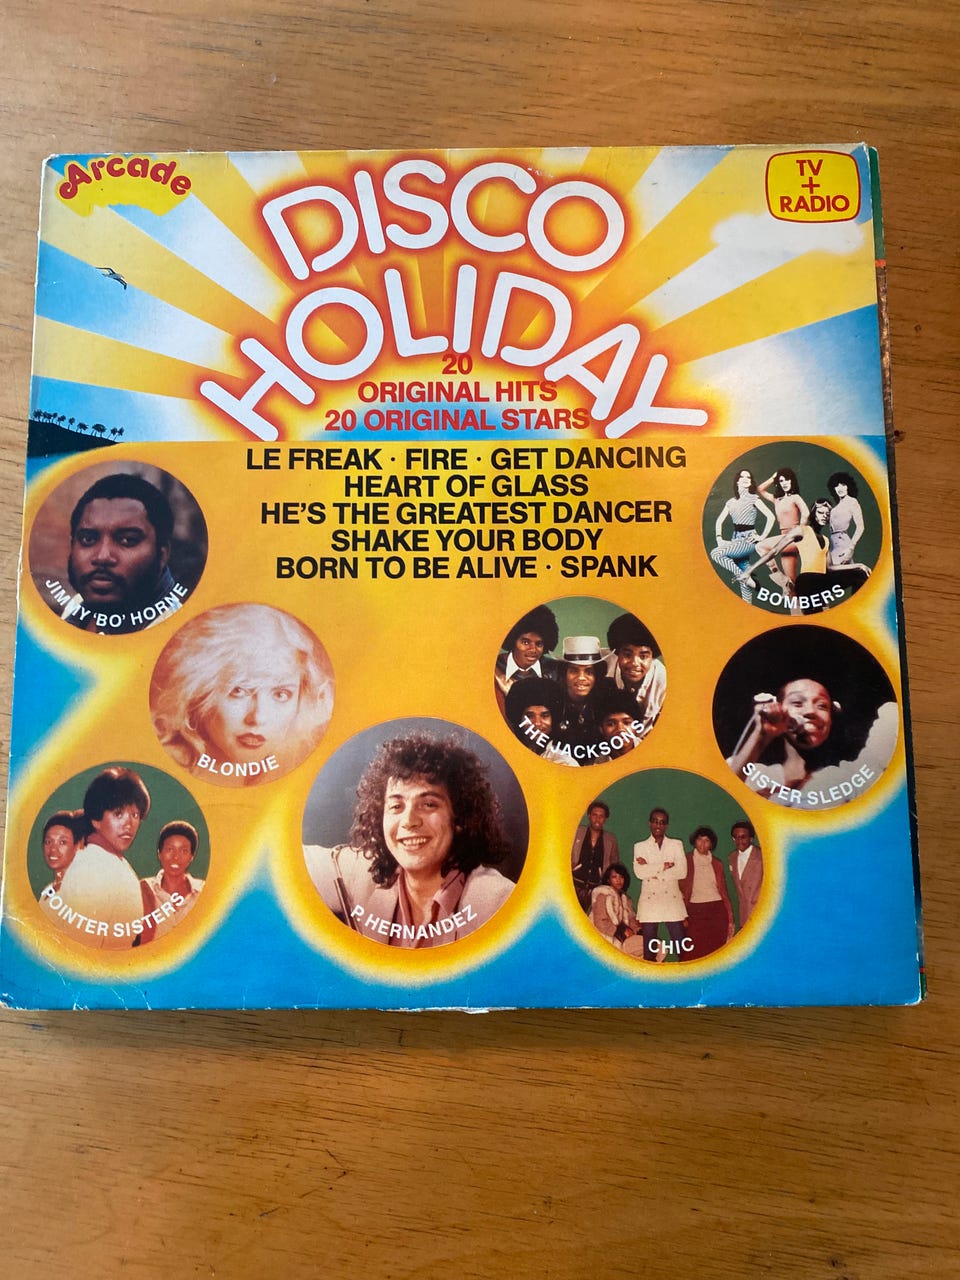 Arcade
TV
+
RADIO
DISCO
HOLIDAY
20
ORIGINAL HITS
20 ORIGINAL STARS
LE FREAK · FIRE · GET DANCING
HEART OF GLASS
HE'S THE GREATEST DANCER
SHAKE YOUR BODY
BORN TO BE ALIVE · SPANK
JIMMY 'BO' HORNE
BOMBERS
BLONDIE
THE JACKSONS
SISTER SLEDGE
POINTER SISTERS
P. HERNANDEZ
CHIC